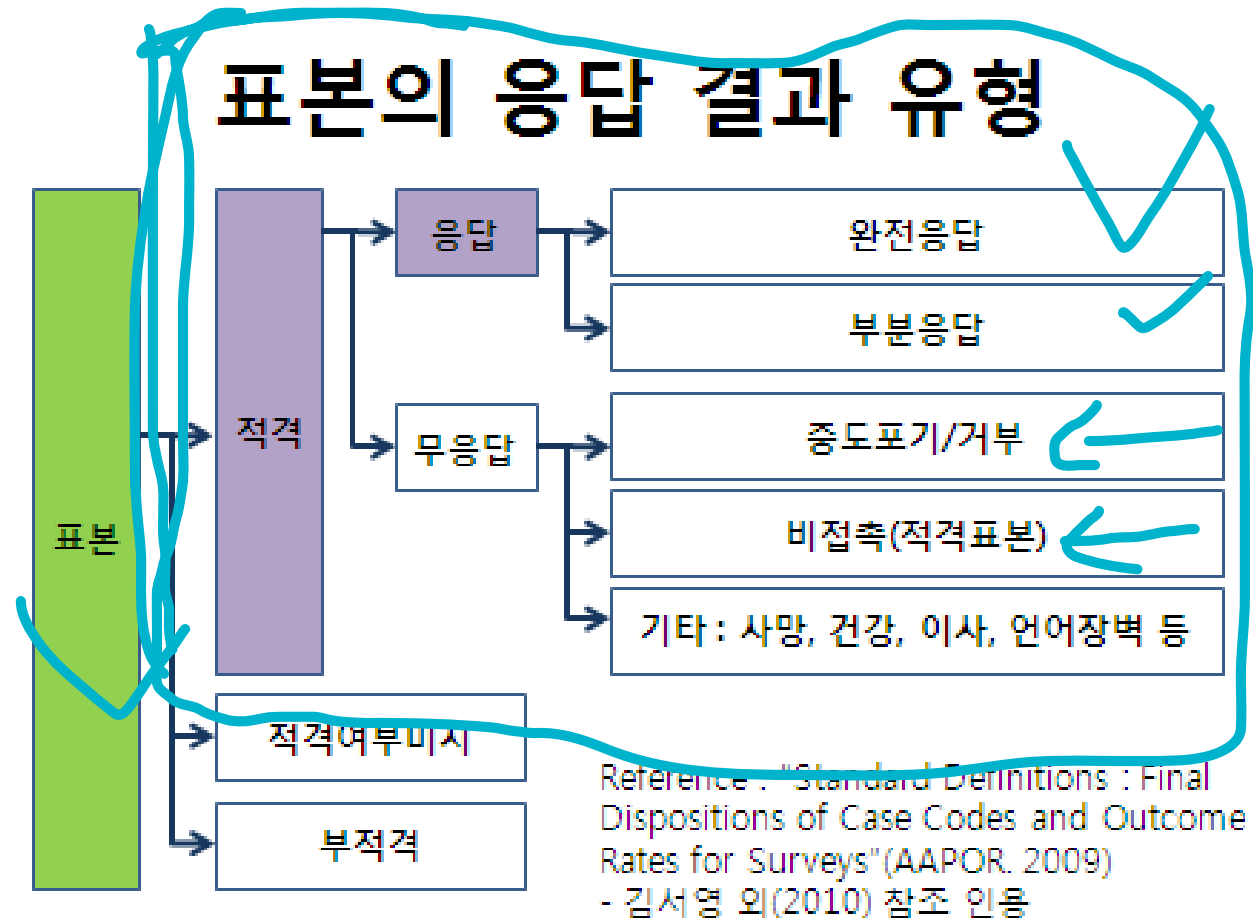 표본의 응답 결과 유형
표본
적격
응답
완전응답
부분응답
무응답
중도포기/거부
비접촉(적격표본)
기타 : 사망, 건강, 이사, 언어장벽 등
적격여부미지
부적격
Reference : "Standard Definitions : Final
Dispositions of Case Codes and Outcome
Rates for Surveys"(AAPOR. 2009)
- 김서영 외(2010) 참조 인용